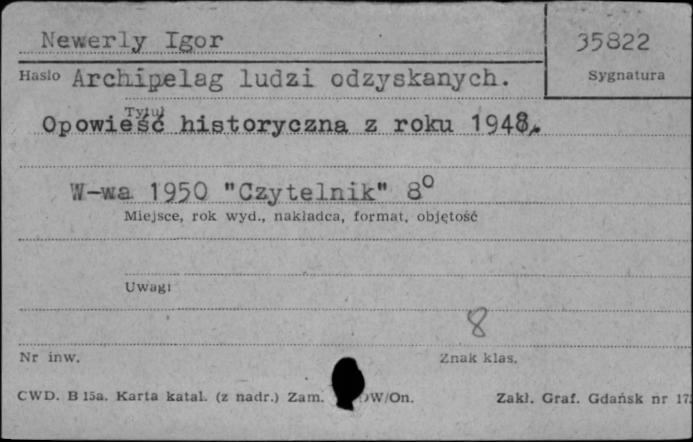 Newerly Igor
35822
Hasło Archipelag ludzi odzyskanych.
Sygnatura
Tytuł
Opowieść historyczna z roku 1948.
W-wa 1950 "Czytelnik" 8°
Miejsce, rok wyd., nakładca, format, objętość
Uwagi
8
Nr inw.
Znak klas.
CWD. B 15a. Karta katal. (z nadr.) Zam. OW/On.
Zakł. Graf. Gdańsk nr